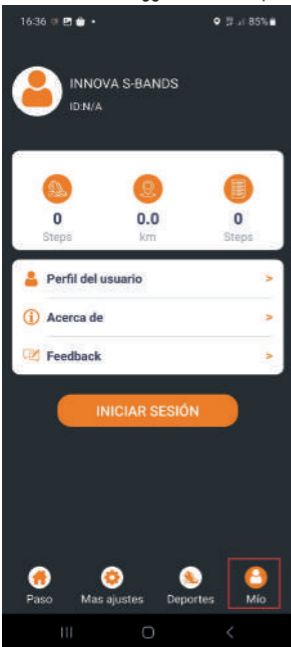 16:36
85%
INNOVA S-BANDS
ID:N/A
0 0.0 0
Steps km Steps
Perfil del usuario >
Acerca de >
Feedback >
INICIAR SESIÓN
Paso Mas ajustes Deportes Mío